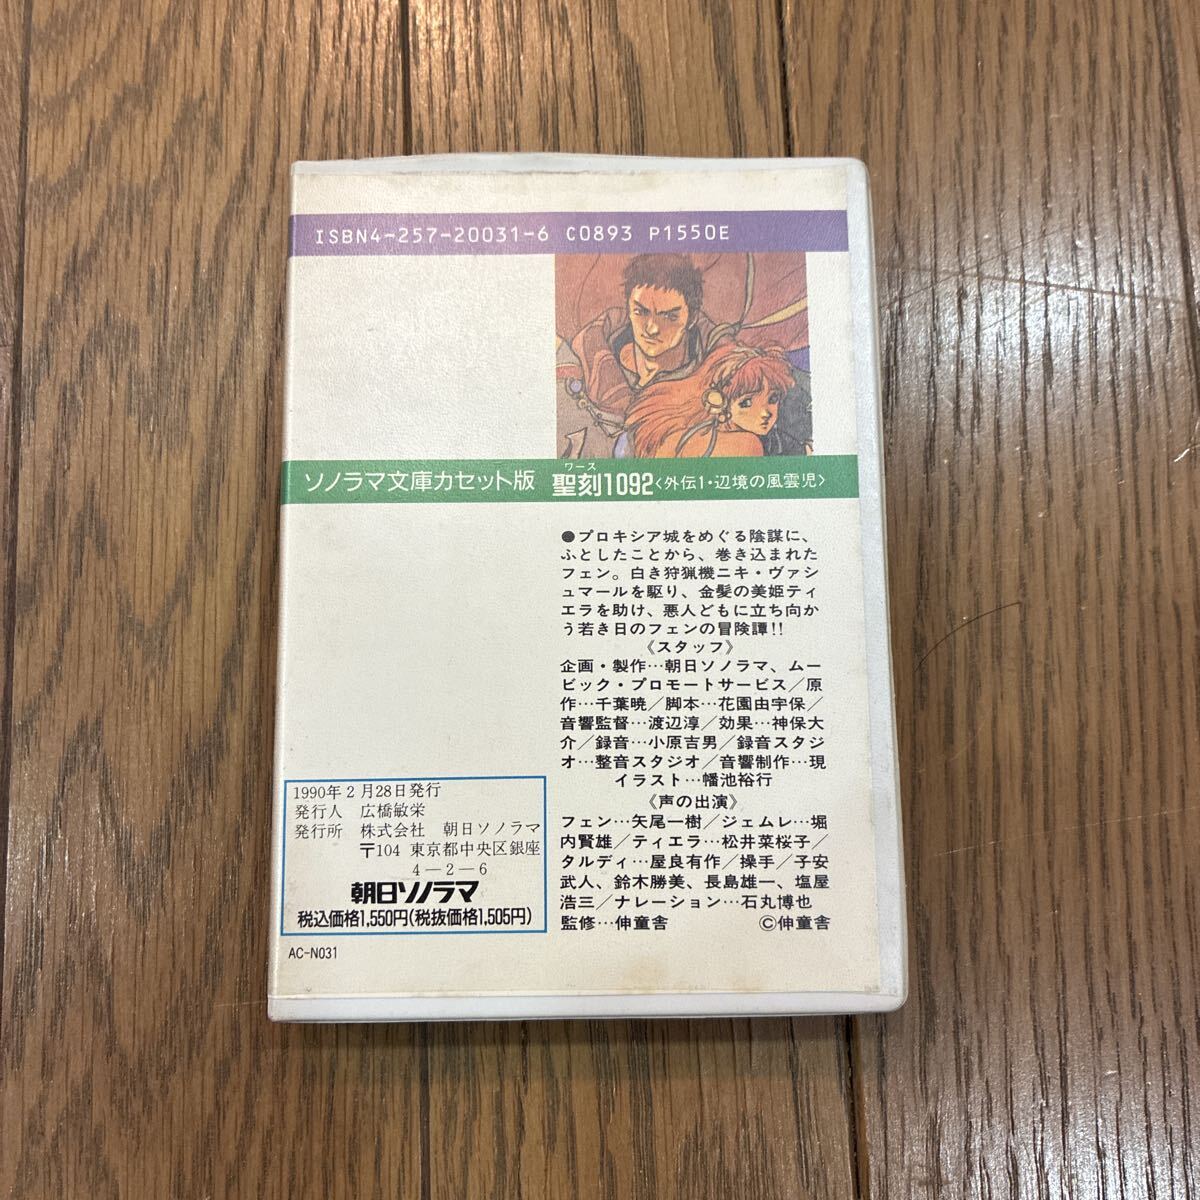 ISBN4-257-20031-6 C0893 P1550E
ソノラマ文庫カセット版 聖刻1092〈外伝1・辺境の風雲児〉
ワース
●プロキシア城をめぐる陰謀に、
ふとしたことから、巻き込まれた
フェン。白き狩猟機ニキ・ヴァシ
ュマールを駆り、金髪の美姫ティ
エラを助け、悪人どもに立ち向か
う若き日のフェンの冒険譚!!
《スタッフ》
企画・製作…朝日ソノラマ、ムー
ビック・プロモートサービス／原
作…千葉暁／脚本…花園由宇保／
音響監督…渡辺淳／効果…神保大
介／録音…小原吉男／録音スタジ
オ…整音スタジオ／音響制作…現
イラスト…幡池裕行
《声の出演》
フェン…矢尾一樹／ジェムレ…堀
内賢雄／ティエラ…松井菜桜子／
タルディ…屋良有作／操手／子安
武人、鈴木勝美、長島雄一、塩屋
浩三／ナレーション…石丸博也
監修…伸童舎 ©伸童舎
1990年2月28日発行
発行人 広橋敏栄
発行所 株式会社 朝日ソノラマ
〒104 東京都中央区銀座
4―2―6
朝日ソノラマ
税込価格1,550円(税抜価格1,505円)
AC-N031